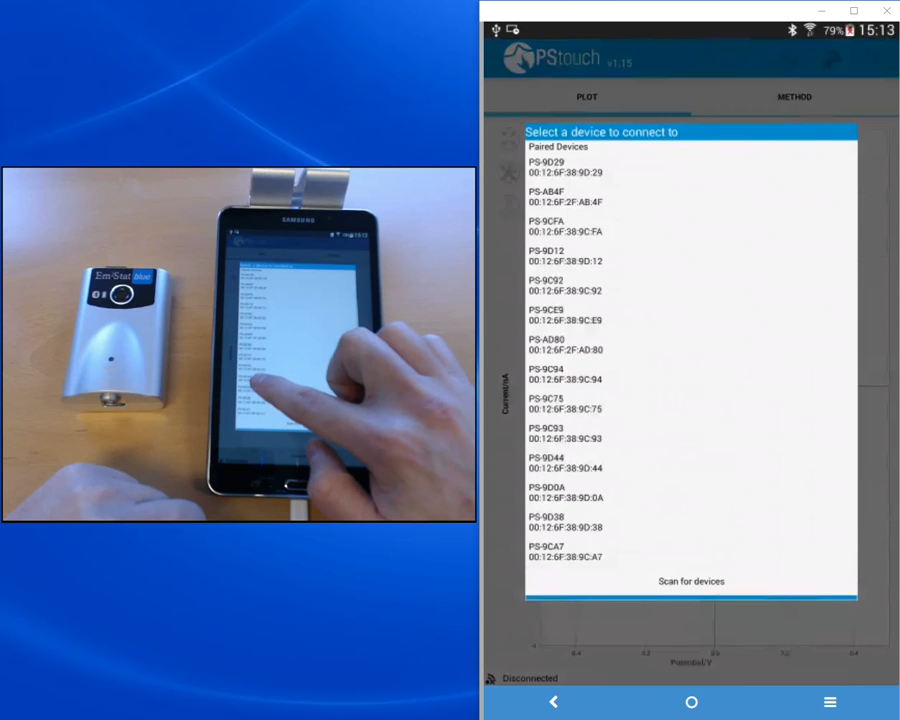 79% 15:13
PStouch v1.15
PLOT METHOD
Select a device to connect to
Paired Devices
PS-9D29
00:12:6F:38:9D:29
PS-AB4F
00:12:6F:2F:AB:4F
PS-9CFA
00:12:6F:38:9C:FA
PS-9D12
00:12:6F:38:9D:12
PS-9C92
00:12:6F:38:9C:92
PS-9CE9
00:12:6F:38:9C:E9
PS-AD80
00:12:6F:2F:AD:80
PS-9C94
00:12:6F:38:9C:94
PS-9C75
00:12:6F:38:9C:75
PS-9C93
00:12:6F:38:9C:93
PS-9D44
00:12:6F:38:9D:44
PS-9D0A
00:12:6F:38:9D:0A
PS-9D38
00:12:6F:38:9D:38
PS-9CA7
00:12:6F:38:9C:A7
Scan for devices
Current/nA
Potential/V
Disconnected
SAMSUNG
EmStat blue